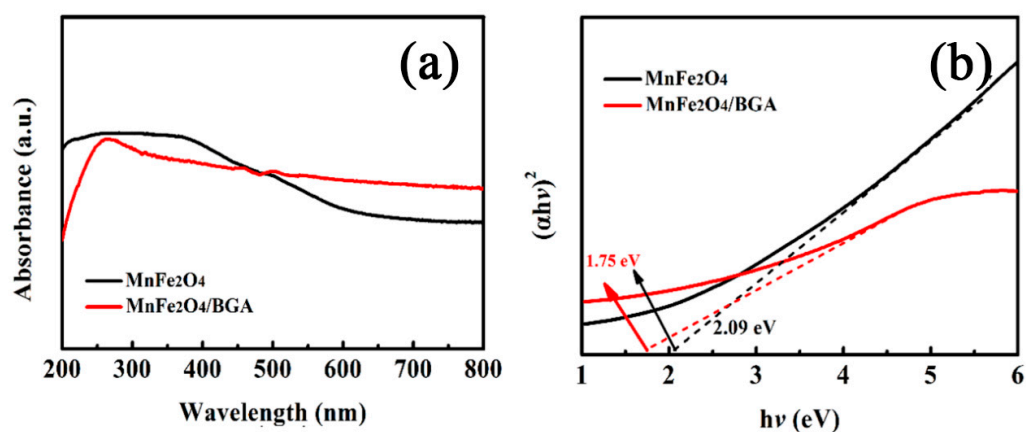 (a)
Absorbance (a.u.)
MnFe2O4
MnFe2O4/BGA
200 300 400 500 600 700 800
Wavelength (nm)
(b)
MnFe2O4
MnFe2O4/BGA
(αhν)²
1.75 eV
2.09 eV
1 2 3 4 5 6
hν (eV)